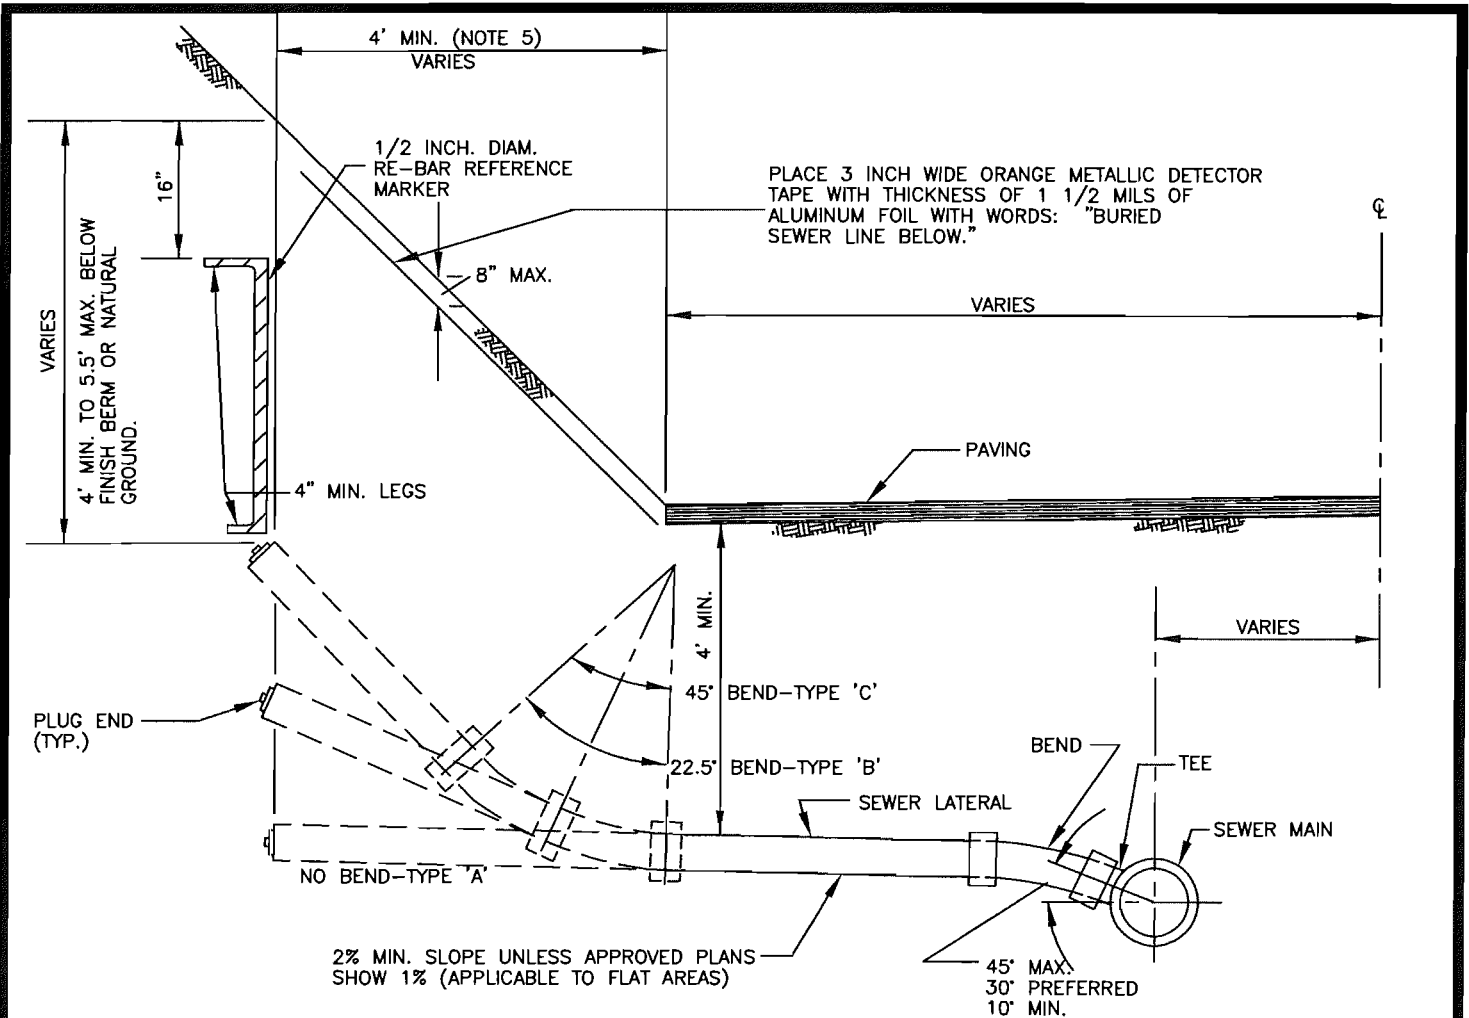 4' MIN. (NOTE 5)
VARIES
1/2 INCH. DIAM.
RE-BAR REFERENCE
MARKER
16"
PLACE 3 INCH WIDE ORANGE METALLIC DETECTOR
TAPE WITH THICKNESS OF 1 1/2 MILS OF
ALUMINUM FOIL WITH WORDS: "BURIED
SEWER LINE BELOW."
℄
8" MAX.
VARIES
VARIES
4' MIN. TO 5.5' MAX. BELOW
FINISH BERM OR NATURAL
GROUND.
4" MIN. LEGS
PAVING
4' MIN.
VARIES
45° BEND-TYPE 'C'
PLUG END
(TYP.)
22.5° BEND-TYPE 'B'
BEND
TEE
SEWER LATERAL
SEWER MAIN
NO BEND-TYPE 'A'
2% MIN. SLOPE UNLESS APPROVED PLANS
SHOW 1% (APPLICABLE TO FLAT AREAS)
45° MAX.
30° PREFERRED
10° MIN.